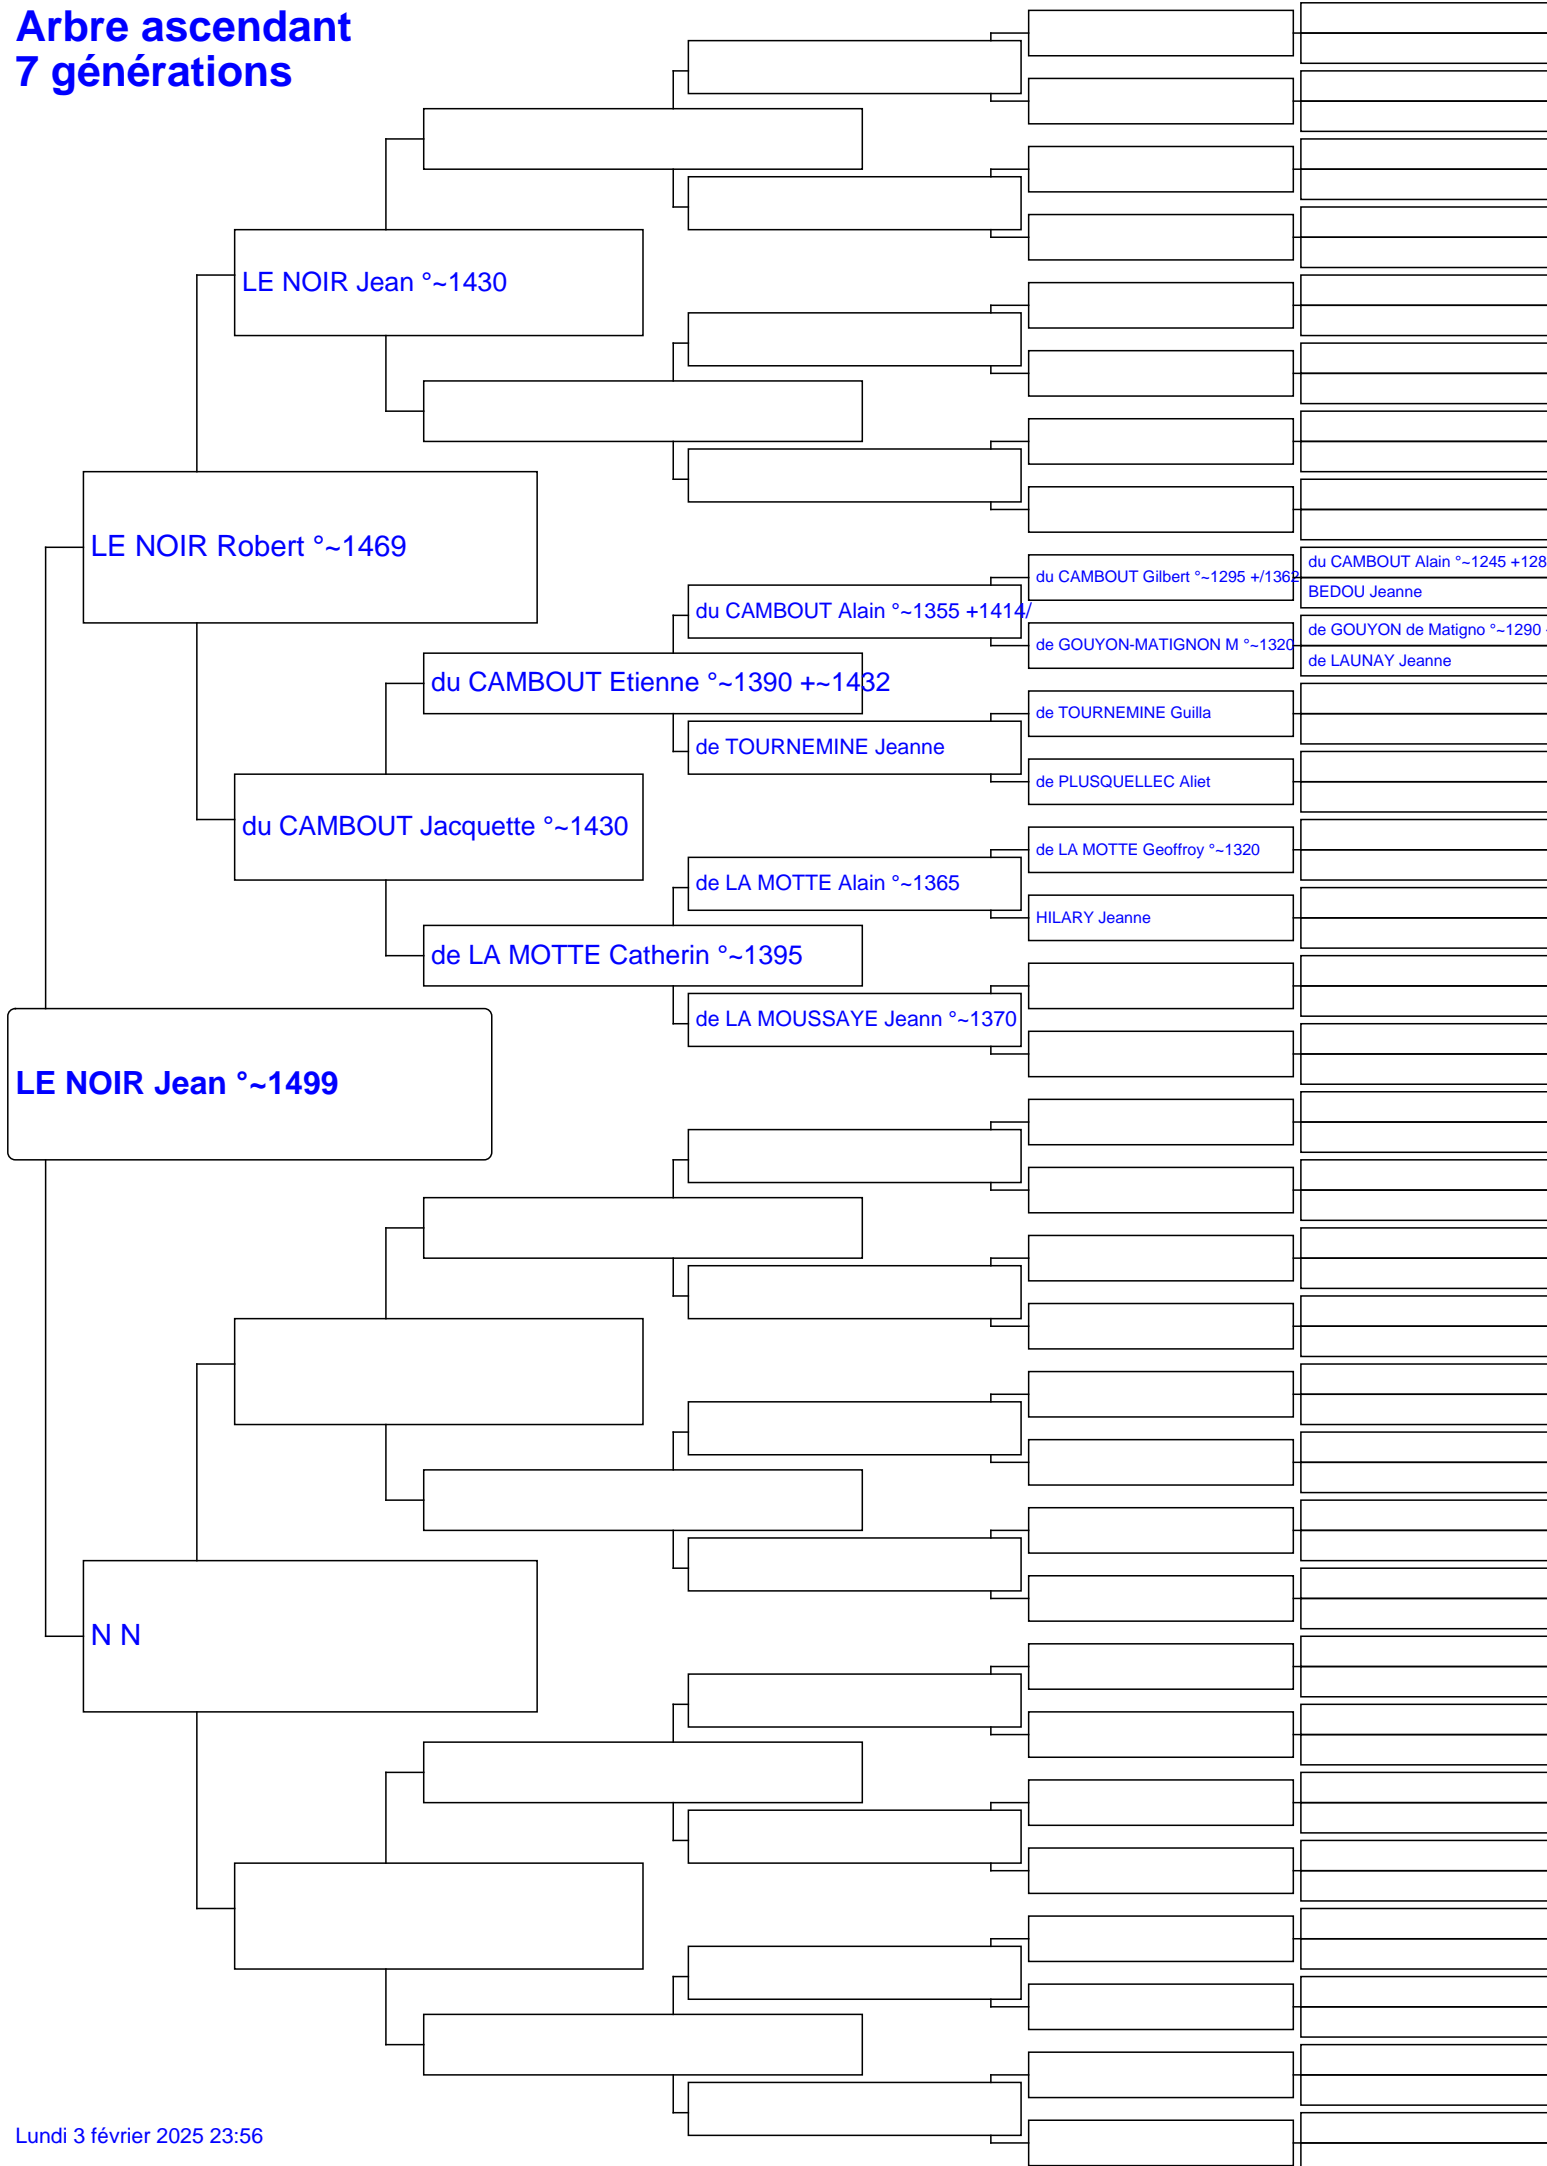 Arbre ascendant
7 générations
LE NOIR Jean °~1430
LE NOIR Robert °~1469
du CAMBOUT Gilbert °~1295 +/1362
du CAMBOUT Alain °~1245 +128
BEDOU Jeanne
du CAMBOUT Alain °~1355 +1414/
de GOUYON-MATIGNON M °~1320
de GOUYON de Matigno °~1290
de LAUNAY Jeanne
du CAMBOUT Etienne °~1390 +~1432
de TOURNEMINE Guilla
de TOURNEMINE Jeanne
de PLUSQUELLEC Aliet
du CAMBOUT Jacquette °~1430
de LA MOTTE Geoffroy °~1320
de LA MOTTE Alain °~1365
HILARY Jeanne
de LA MOTTE Catherin °~1395
de LA MOUSSAYE Jeann °~1370
LE NOIR Jean °~1499
N N
Lundi 3 février 2025 23:56